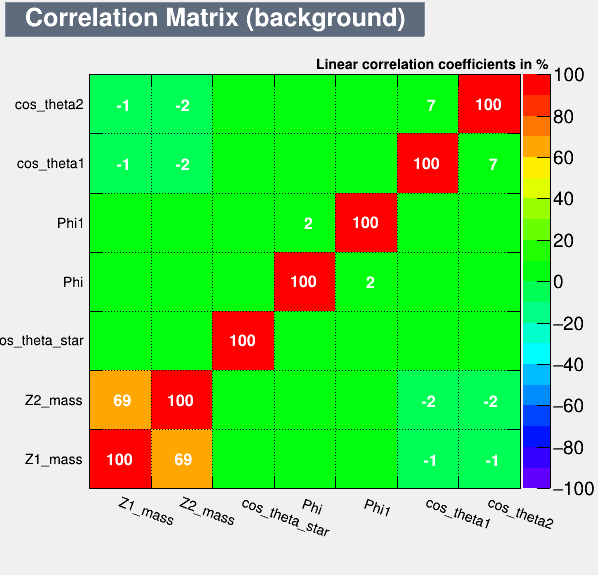 Correlation Matrix (background)
Linear correlation coefficients in %
cos_theta2 -1 -2 7 100
cos_theta1 -1 -2 100 7
Phi1 2 100
Phi 100 2
os_theta_star 100
Z2_mass 69 100 -2 -2
Z1_mass 100 69 -1 -1
Z1_mass Z2_mass cos_theta_star Phi Phi1 cos_theta1 cos_theta2
100
80
60
40
20
0
−20
−40
−60
−80
−100